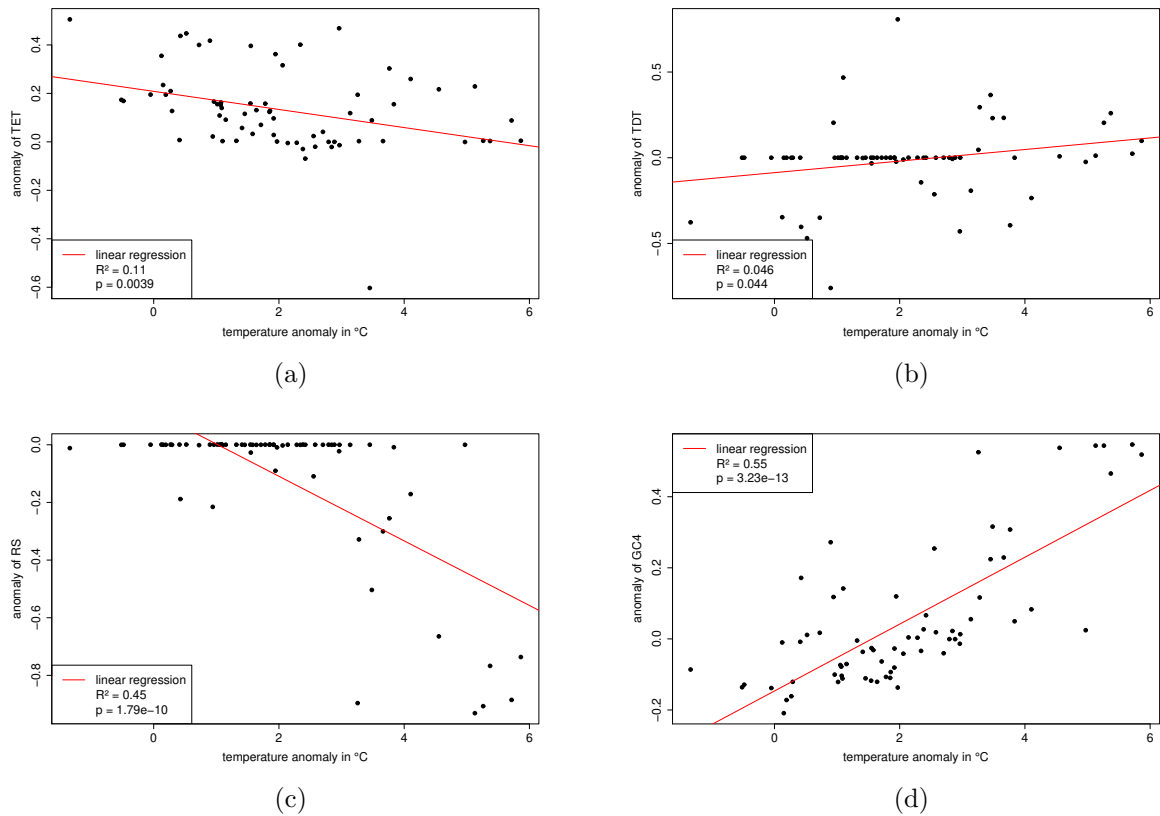 anomaly of TET
0.4
0.2
0.0
−0.2
−0.4
−0.6
linear regression
R² = 0.11
p = 0.0039
0 2 4 6
temperature anomaly in °C
(a)
anomaly of TDT
0.5
0.0
−0.5
linear regression
R² = 0.046
p = 0.044
0 2 4 6
temperature anomaly in °C
(b)
anomaly of RS
0.0
−0.2
−0.4
−0.6
−0.8
linear regression
R² = 0.45
p = 1.79e−10
0 2 4 6
temperature anomaly in °C
(c)
anomaly of GC4
linear regression
R² = 0.55
p = 3.23e−13
0.4
0.2
0.0
−0.2
0 2 4 6
temperature anomaly in °C
(d)